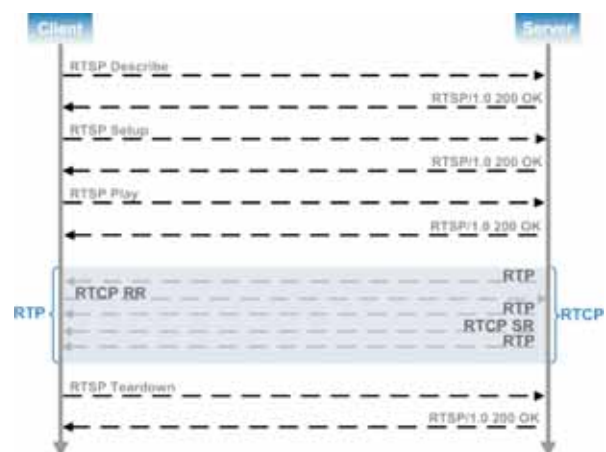 Client Server
RTSP Describe
RTSP/1.0 200 OK
RTSP Setup
RTSP/1.0 200 OK
RTSP Play
RTSP/1.0 200 OK
RTP
RTCP RR
RTP
RTP
RTCP
RTCP SR
RTP
RTSP Teardown
RTSP/1.0 200 OK